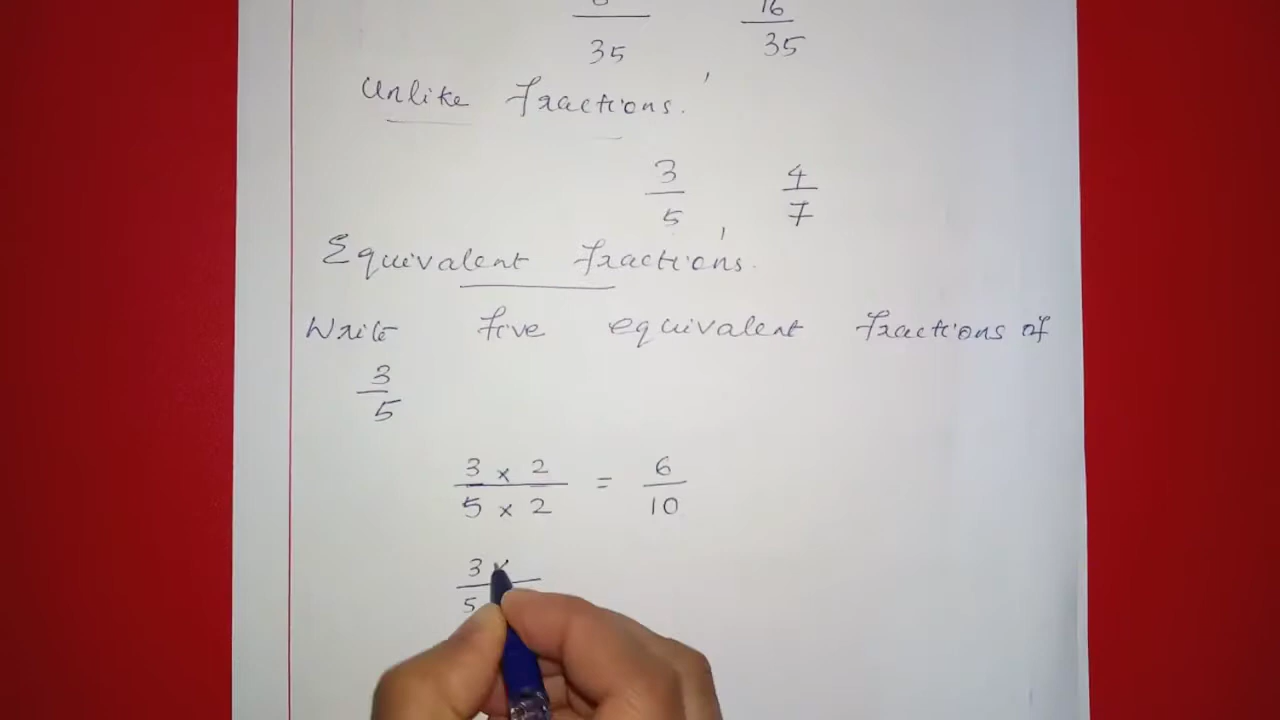 35 16/35
Unlike fractions.
3/5 , 4/7
Equivalent fractions.
Write five equivalent fractions of
3/5
3 × 2 / 5 × 2 = 6/10
3 × / 5